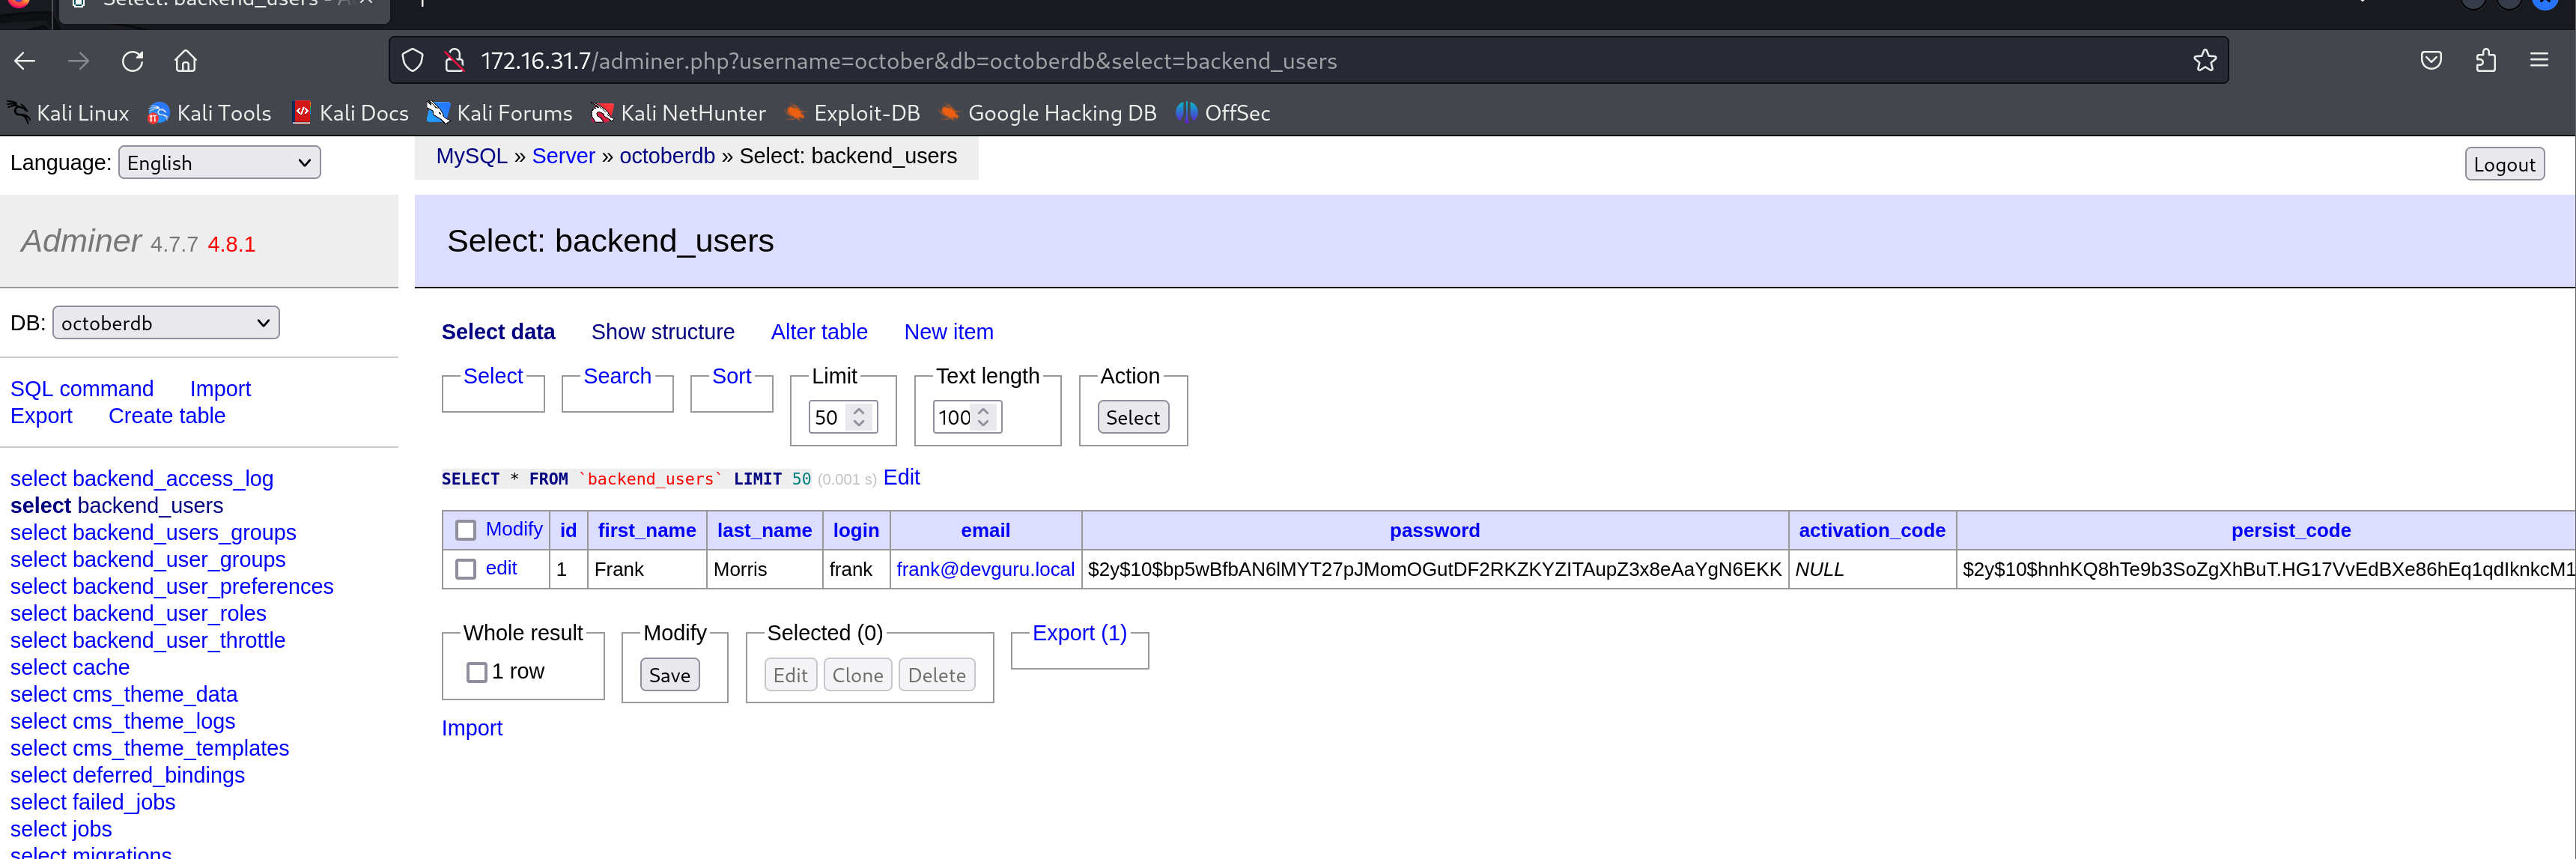 Select: backend_users - A
172.16.31.7/adminer.php?username=october&db=octoberdb&select=backend_users
Kali Linux Kali Tools Kali Docs Kali Forums Kali NetHunter Exploit-DB Google Hacking DB OffSec
Language: English
MySQL » Server » octoberdb » Select: backend_users
Logout
Adminer 4.7.7 4.8.1
Select: backend_users
DB: octoberdb
SQL command Import
Export Create table
select backend_access_log
select backend_users
select backend_users_groups
select backend_user_groups
select backend_user_preferences
select backend_user_roles
select backend_user_throttle
select cache
select cms_theme_data
select cms_theme_logs
select cms_theme_templates
select deferred_bindings
select failed_jobs
select jobs
select migrations
Select data Show structure Alter table New item
Select Search Sort Limit Text length Action
50 100 Select
SELECT * FROM `backend_users` LIMIT 50 (0.001 s) Edit
Modify id first_name last_name login email password activation_code persist_code
edit 1 Frank Morris frank frank@devguru.local $2y$10$bp5wBfbAN6lMYT27pJMomOGutDF2RKZKYZITAupZ3x8eAaYgN6EKK NULL $2y$10$hnhKQ8hTe9b3SoZgXhBuT.HG17VvEdBXe86hEq1qdIknkcM1
Whole result Modify Selected (0) Export (1)
1 row Save Edit Clone Delete
Import